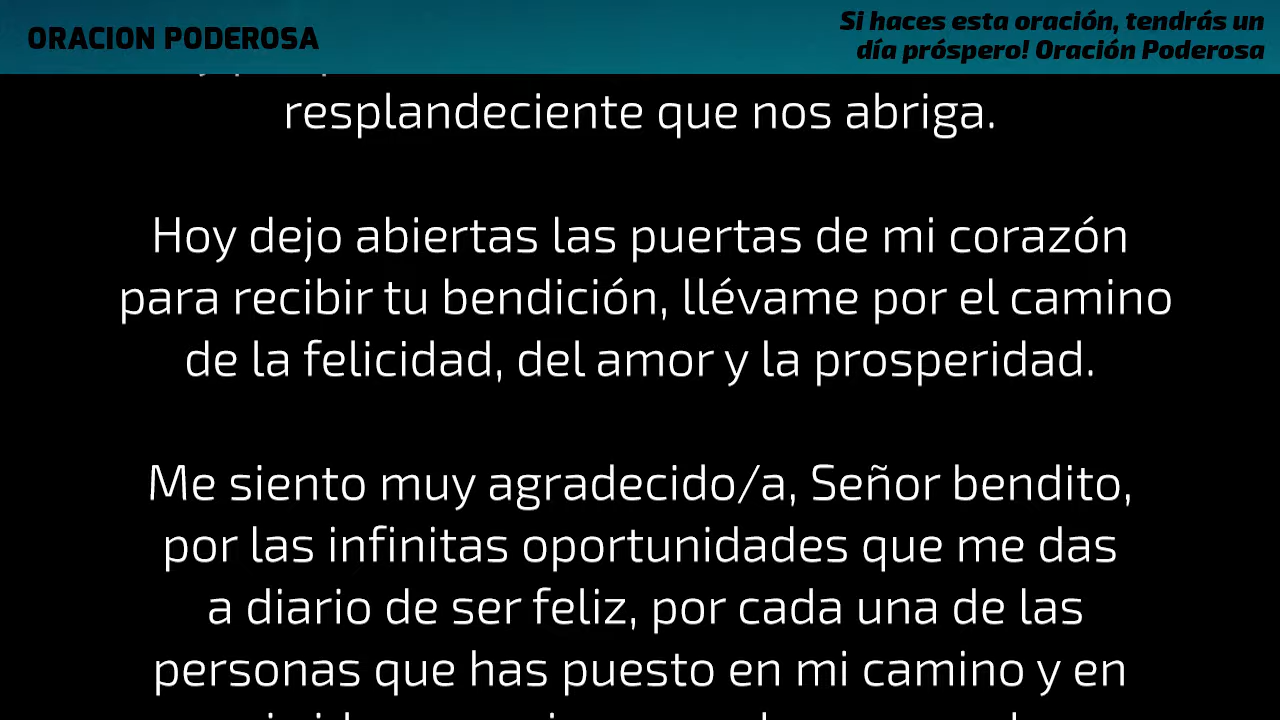 ORACION PODEROSA
Si haces esta oración, tendrás un
día próspero! Oración Poderosa
resplandeciente que nos abriga.
Hoy dejo abiertas las puertas de mi corazón
para recibir tu bendición, llévame por el camino
de la felicidad, del amor y la prosperidad.
Me siento muy agradecido/a, Señor bendito,
por las infinitas oportunidades que me das
a diario de ser feliz, por cada una de las
personas que has puesto en mi camino y en